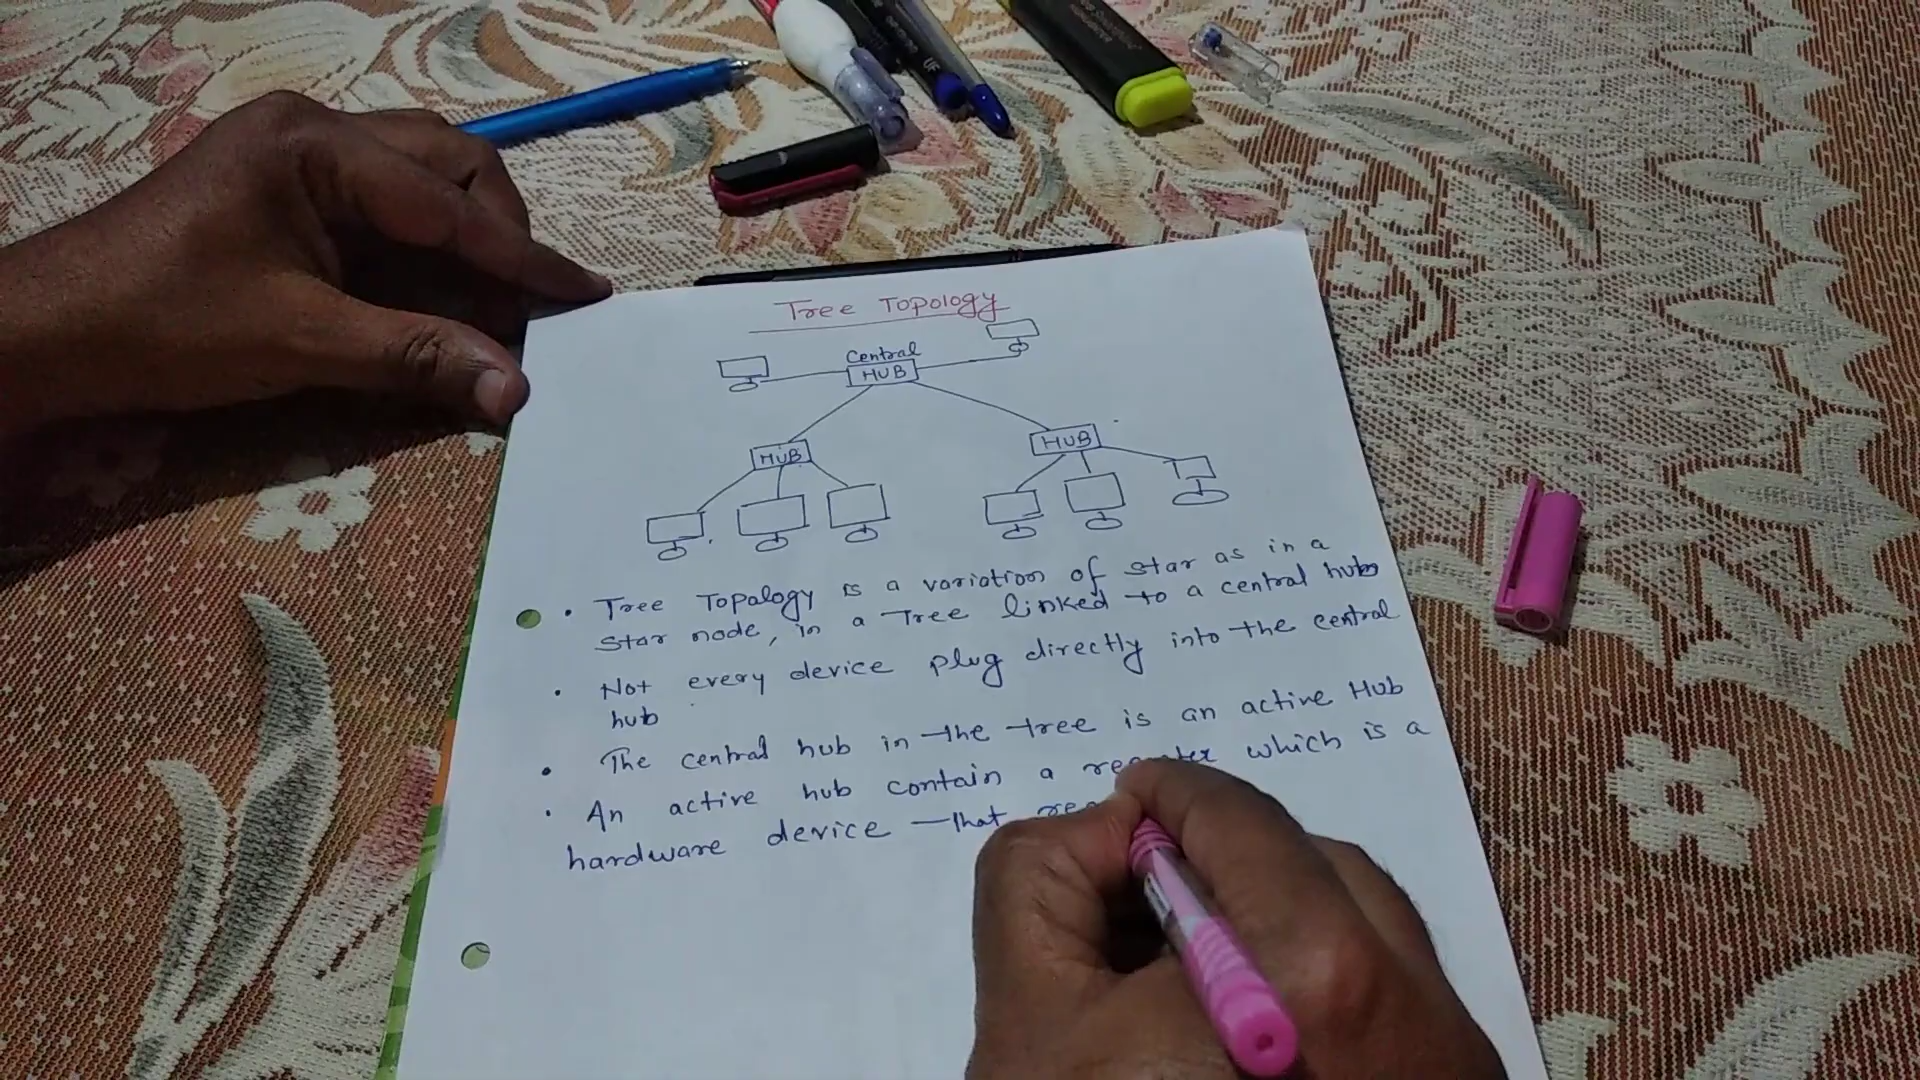 Tree Topology
Central
HUB
HUB
HUB
• Tree Topalogy is a variation of star as in a
star node, in a Tree linked to a central hub
• Not every device plug directly into the central
hub
• The central hub in the tree is an active Hub
• An active hub contain a which is a
hardware device that